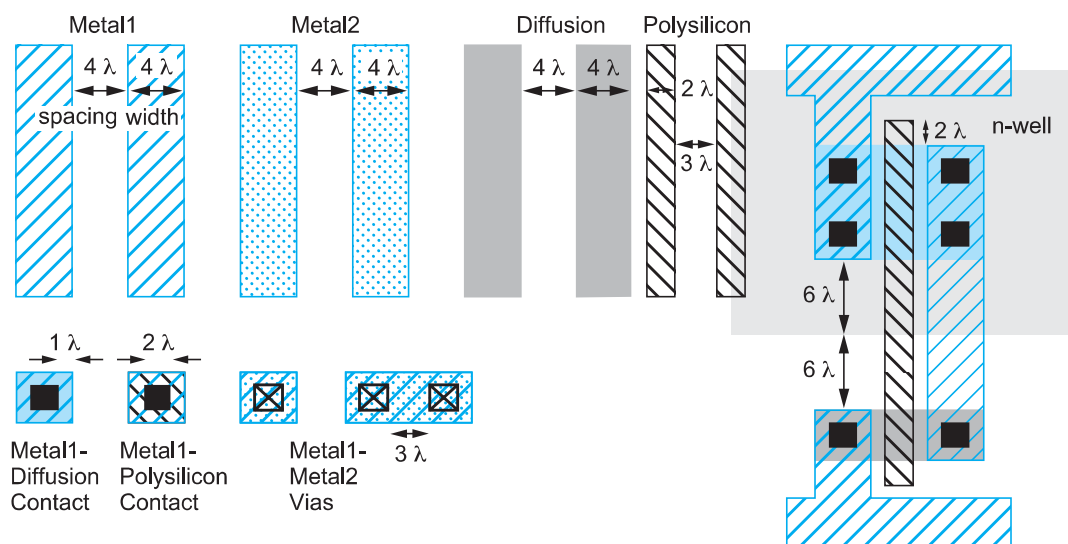 Metal1
Metal2
Diffusion
Polysilicon
4 λ
4 λ
spacing width
4 λ
4 λ
4 λ
4 λ
2 λ
3 λ
2 λ
n-well
6 λ
6 λ
1 λ
2 λ
3 λ
Metal1-
Diffusion
Contact
Metal1-
Polysilicon
Contact
Metal1-
Metal2
Vias